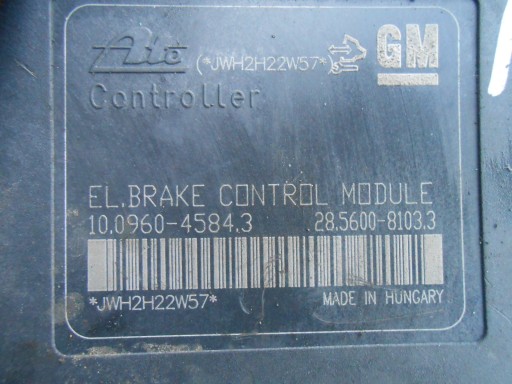 Ate (*JWH2H22W57*) GM
Controller
EL.BRAKE CONTROL MODULE
10.0960-4584.3 28.5600-8103.3
*JWH2H22W57* MADE IN HUNGARY